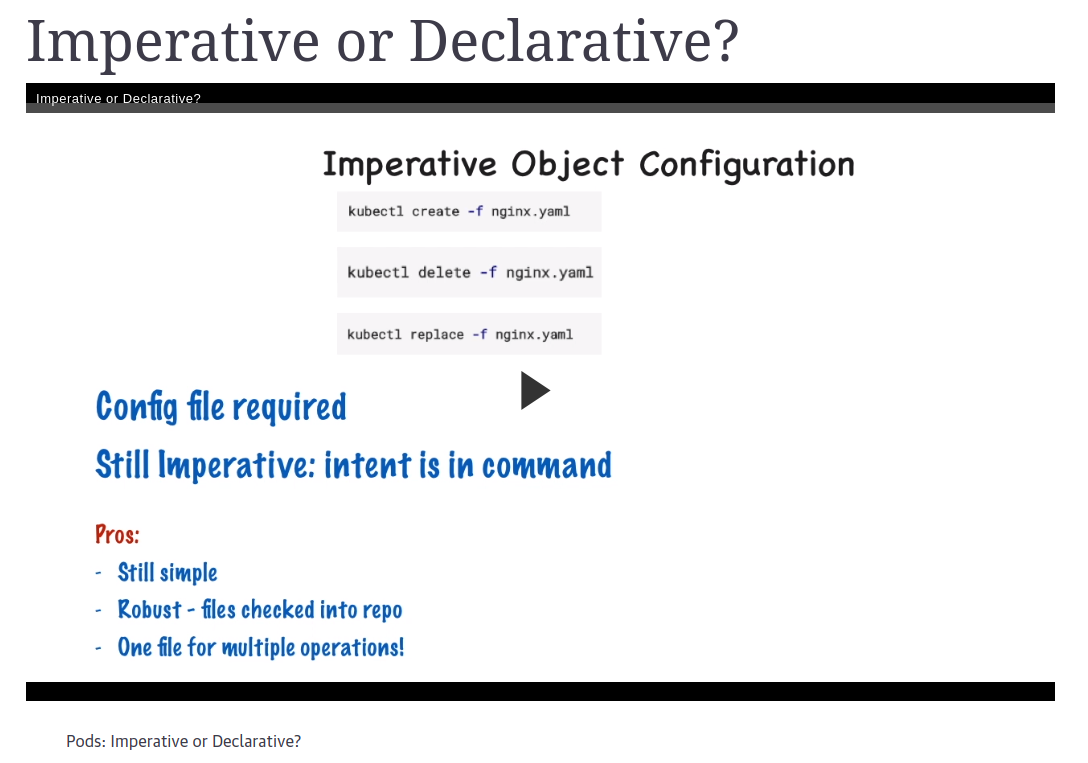 Imperative or Declarative?
Imperative or Declarative?
Imperative Object Configuration
kubectl create -f nginx.yaml
kubectl delete -f nginx.yaml
kubectl replace -f nginx.yaml
Config file required
Still Imperative: intent is in command
Pros:
- Still simple
- Robust - files checked into repo
- One file for multiple operations!
Pods: Imperative or Declarative?